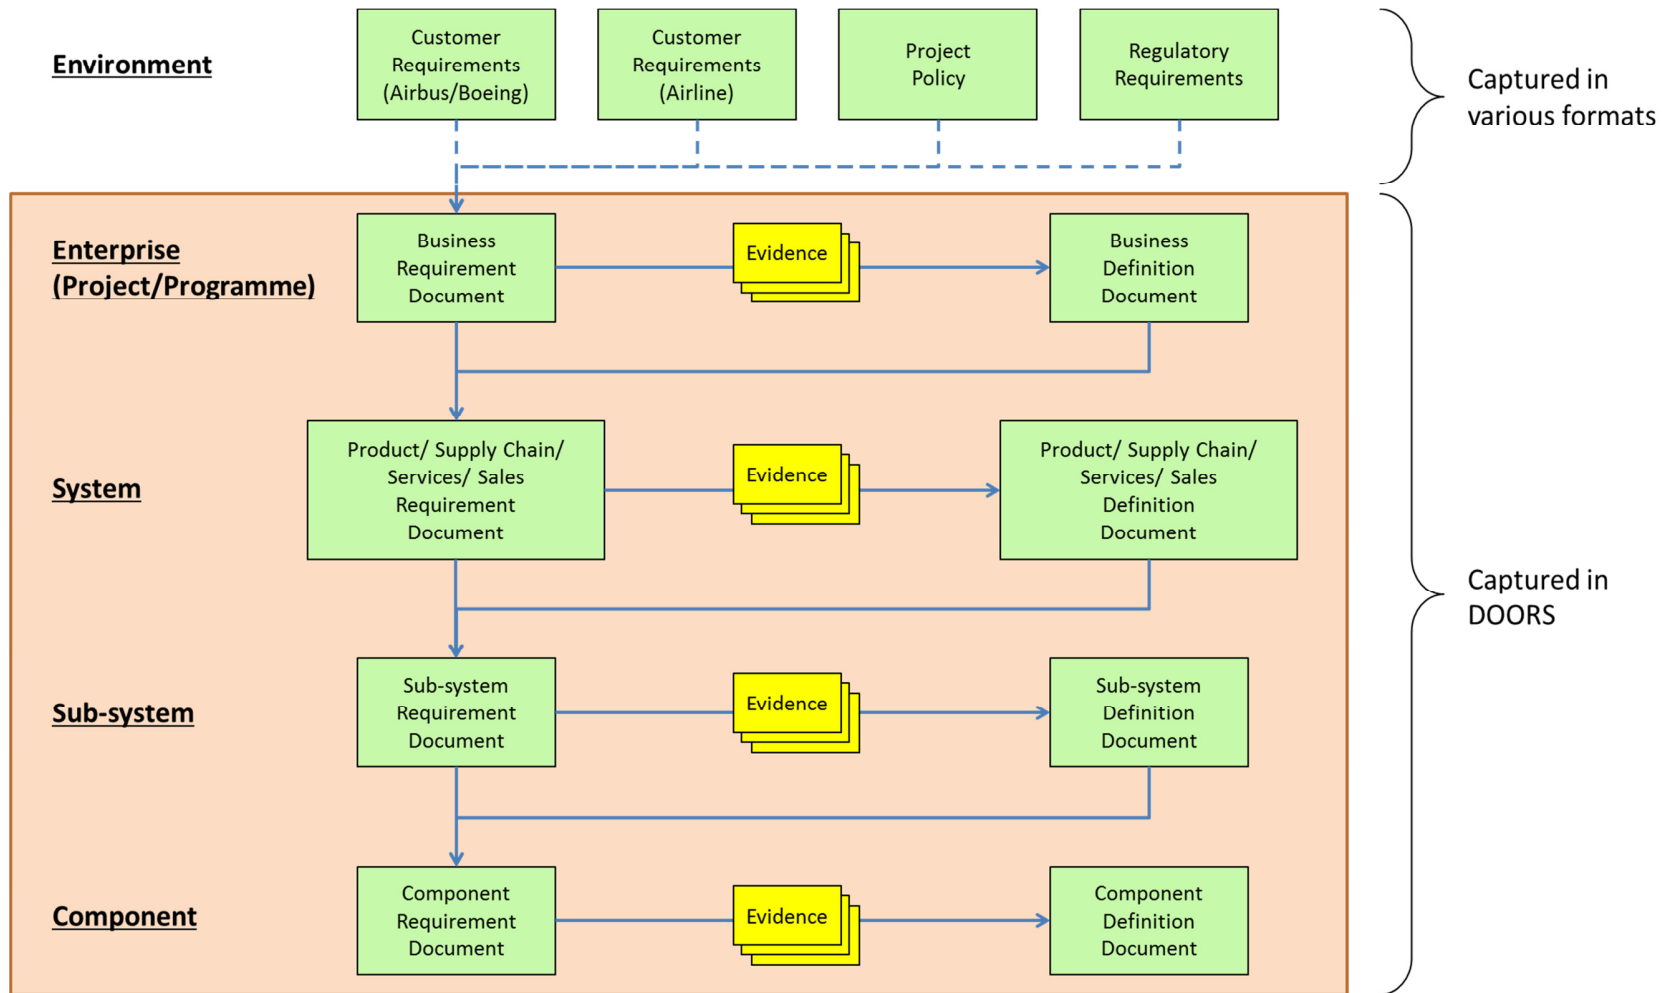 Environment
Customer
Requirements
(Airbus/Boeing)
Customer
Requirements
(Airline)
Project
Policy
Regulatory
Requirements
Captured in
various formats
Enterprise
(Project/Programme)
Business
Requirement
Document
Evidence
Business
Definition
Document
System
Product/ Supply Chain/
Services/ Sales
Requirement
Document
Evidence
Product/ Supply Chain/
Services/ Sales
Definition
Document
Captured in
DOORS
Sub-system
Sub-system
Requirement
Document
Evidence
Sub-system
Definition
Document
Component
Component
Requirement
Document
Evidence
Component
Definition
Document